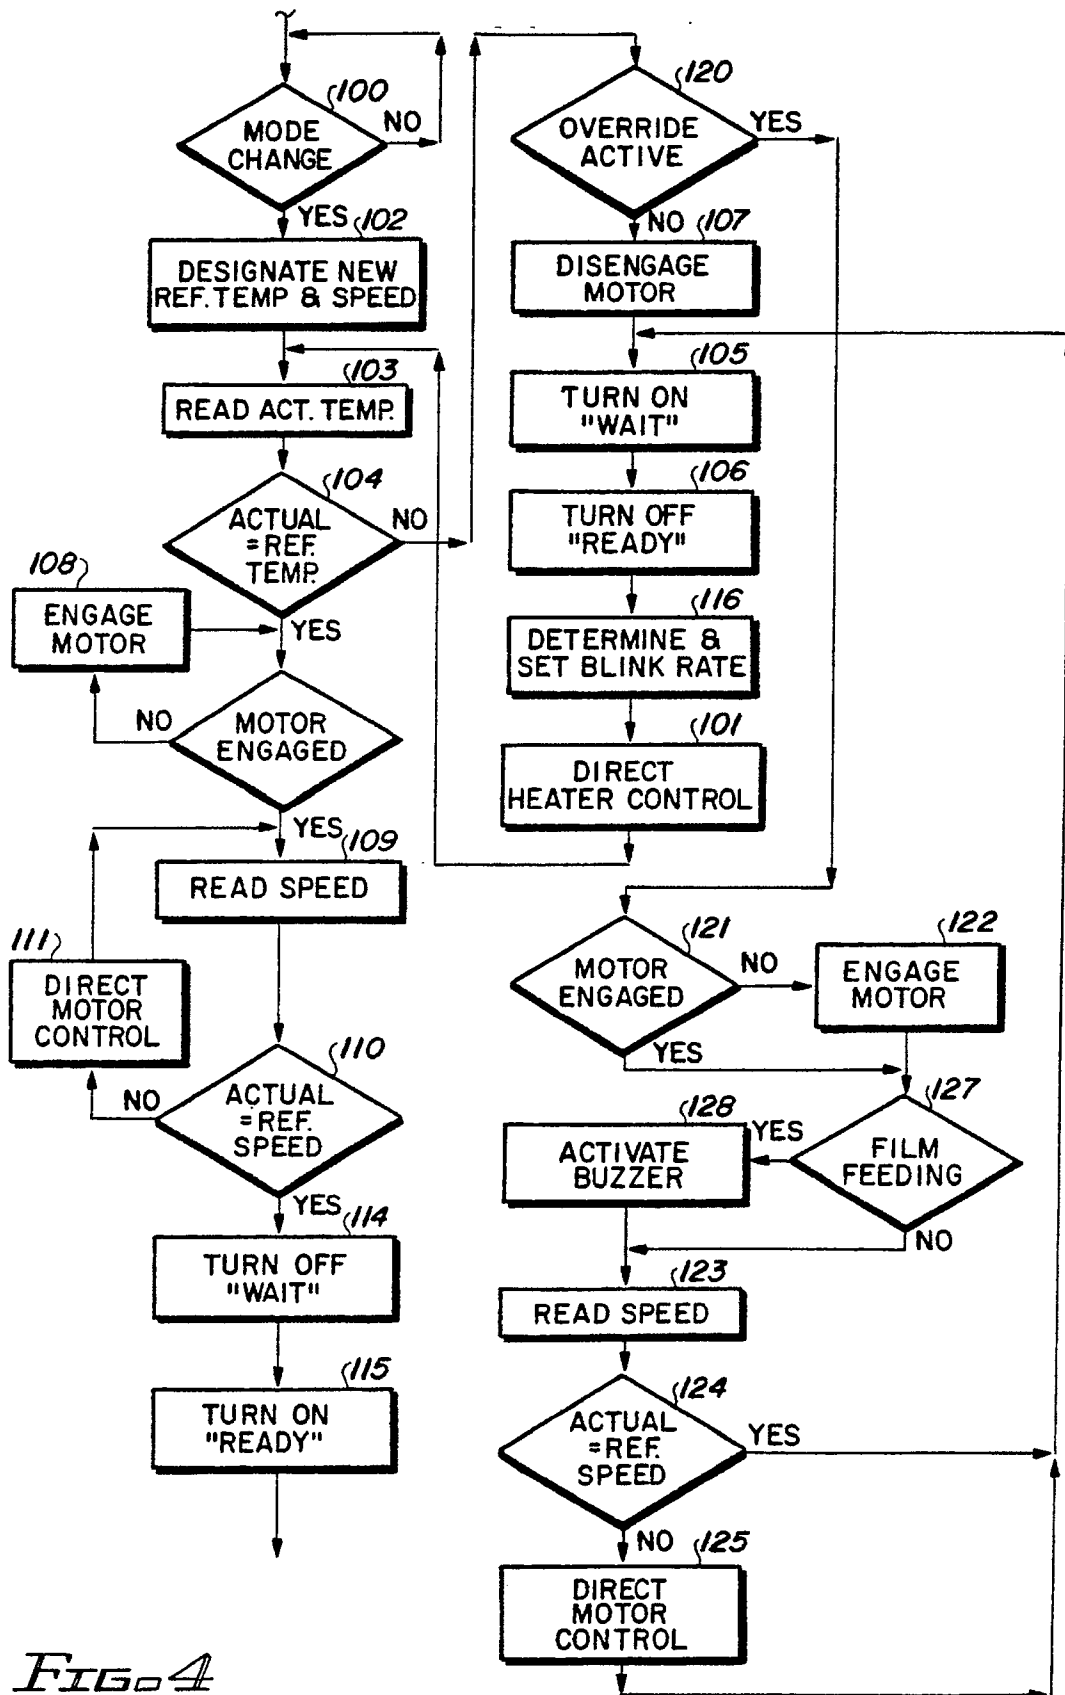 100
MODE
CHANGE
NO
YES
102
DESIGNATE NEW
REF. TEMP & SPEED
103
READ ACT. TEMP.
104
ACTUAL
=REF.
TEMP.
NO
YES
108
ENGAGE
MOTOR
NO
MOTOR
ENGAGED
YES
109
READ SPEED
111
DIRECT
MOTOR
CONTROL
NO
110
ACTUAL
=REF.
SPEED
YES
114
TURN OFF
"WAIT"
115
TURN ON
"READY"
120
OVERRIDE
ACTIVE
YES
NO
107
DISENGAGE
MOTOR
105
TURN ON
"WAIT"
106
TURN OFF
"READY"
116
DETERMINE &
SET BLINK RATE
101
DIRECT
HEATER CONTROL
121
MOTOR
ENGAGED
NO
122
ENGAGE
MOTOR
YES
127
FILM
FEEDING
YES
128
ACTIVATE
BUZZER
NO
123
READ SPEED
124
ACTUAL
=REF.
SPEED
YES
NO
125
DIRECT
MOTOR
CONTROL
FIG. 4